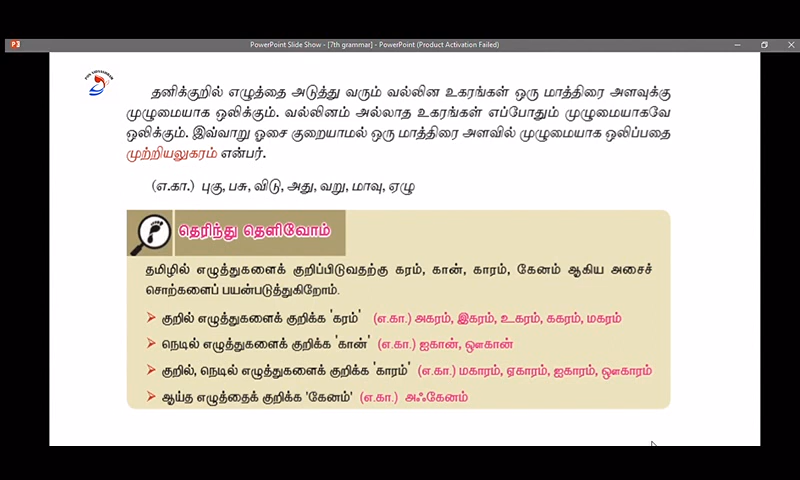 PowerPoint Slide Show - [7th grammar] - PowerPoint (Product Activation Failed)
தனிக்குறில் எழுத்தை அடுத்து வரும் வல்லின உகரங்கள் ஒரு மாத்திரை அளவுக்கு
முழுமையாக ஒலிக்கும். வல்லினம் அல்லாத உகரங்கள் எப்போதும் முழுமையாகவே
ஒலிக்கும். இவ்வாறு ஓசை குறையாமல் ஒரு மாத்திரை அளவில் முழுமையாக ஒலிப்பதை
முற்றியலுகரம் என்பர்.
(எ.கா.) புகு, பசு, விடு, அது, வறு, மாவு, ஏழு
தெரிந்து தெளிவோம்
தமிழில் எழுத்துகளைக் குறிப்பிடுவதற்கு கரம், கான், காரம், கேனம் ஆகிய அசைச்
சொற்களைப் பயன்படுத்துகிறோம்.
➢ குறில் எழுத்துகளைக் குறிக்க 'கரம்' (எ.கா.) அகரம், இகரம், உகரம், ககரம், மகரம்
➢ நெடில் எழுத்துகளைக் குறிக்க 'கான்' (எ.கா.) ஐகான், ஔகான்
➢ குறில், நெடில் எழுத்துகளைக் குறிக்க 'காரம்' (எ.கா.) மகாரம், ஏகாரம், ஐகாரம், ஔகாரம்
➢ ஆய்த எழுத்தைக் குறிக்க 'கேனம்' (எ.கா.) அஃகேனம்